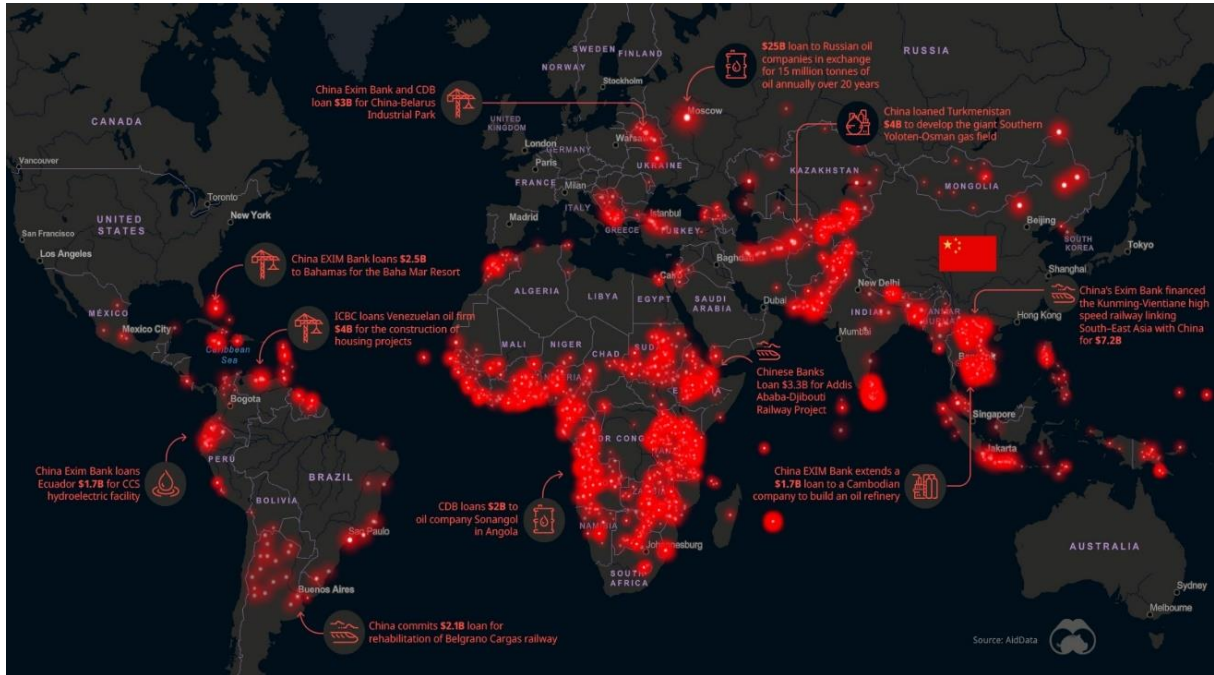 SWEDEN
FINLAND
NORWAY
Stockholm
RUSSIA
$25B loan to Russian oil
companies in exchange
for 15 million tonnes of
oil annually over 20 years
China Exim Bank and CDB
loan $3B for China-Belarus
Industrial Park
Moscow
China loaned Turkmenistan
$4B to develop the giant Southern
Yoloten-Osman gas field
CANADA
UNITED
KINGDOM
London
GERMANY
Paris
UKRAINE
Vancouver
FRANCE
Milan
KAZAKHSTAN
MONGOLIA
Toronto
New York
ITALY
Madrid
Istanbul
GREECE
TURKEY
Beijing
UNITED
STATES
San Francisco
Los Angeles
SOUTH
KOREA
Tokyo
Shanghai
China EXIM Bank loans $2.5B
to Bahamas for the Baha Mar Resort
ALGERIA
LIBYA
EGYPT
SAUDI
ARABIA
Dubai
New Delhi
INDIA
Mumbai
Hong Kong
China's Exim Bank financed
the Kunming-Vientiane high
speed railway linking
South–East Asia with China
for $7.2B
MÉXICO
Mexico City
Caribbean
Sea
ICBC loans Venezuelan oil firm
$4B for the construction of
housing projects
MALI
NIGER
CHAD
Chinese Banks
Loan $3.3B for Addis
Ababa-Djibouti
Railway Project
Bogota
Singapore
Jakarta
China Exim Bank loans
Ecuador $1.7B for CCS
hydroelectric facility
PERU
BRAZIL
BOLIVIA
DR CONGO
China EXIM Bank extends a
$1.7B loan to a Cambodian
company to build an oil refinery
CDB loans $2B to
oil company Sonangol
in Angola
NAMIBIA
Sao Paulo
Johannesburg
SOUTH
AFRICA
AUSTRALIA
Buenos Aires
Sydney
Melbourne
China commits $2.1B loan for
rehabilitation of Belgrano Cargas railway
Source: AidData